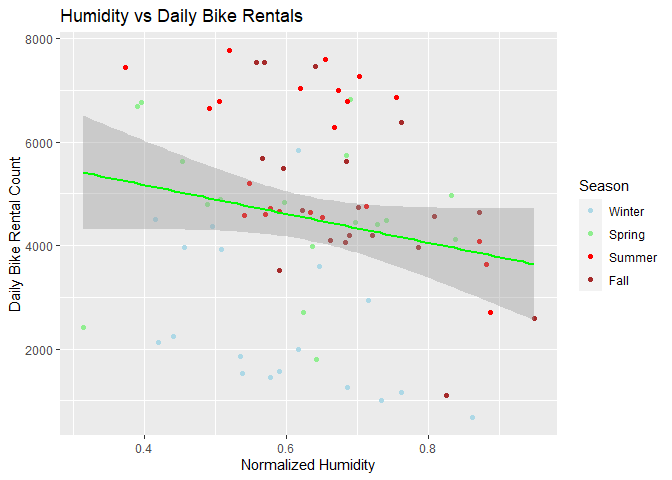 Humidity vs Daily Bike Rentals
Daily Bike Rental Count
8000
6000
4000
2000
0.4
0.6
0.8
Normalized Humidity
Season
Winter
Spring
Summer
Fall